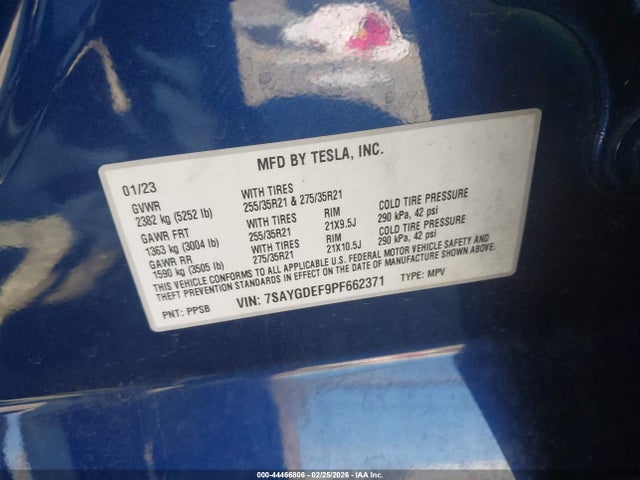 MFD BY TESLA, INC.
01/23
GVWR WITH TIRES COLD TIRE PRESSURE
2382 kg (5252 lb) 255/35R21 & 275/35R21 290 kPa, 42 psi
GAWR FRT WITH TIRES RIM COLD TIRE PRESSURE
1363 kg (3004 lb) 255/35R21 21X9.5J 290 kPa, 42 psi
GAWR RR WITH TIRES RIM
1590 kg (3505 lb) 275/35R21 21X10.5J
THIS VEHICLE CONFORMS TO ALL APPLICABLE U.S. FEDERAL MOTOR VEHICLE SAFETY AND
THEFT PREVENTION STANDARDS IN EFFECT ON THE DATE OF MANUFACTURE SHOWN ABOVE.
PNT: PPSB VIN: 7SAYGDEF9PF662371 TYPE: MPV
000-44466806 - 02/25/2026 - IAA Inc.